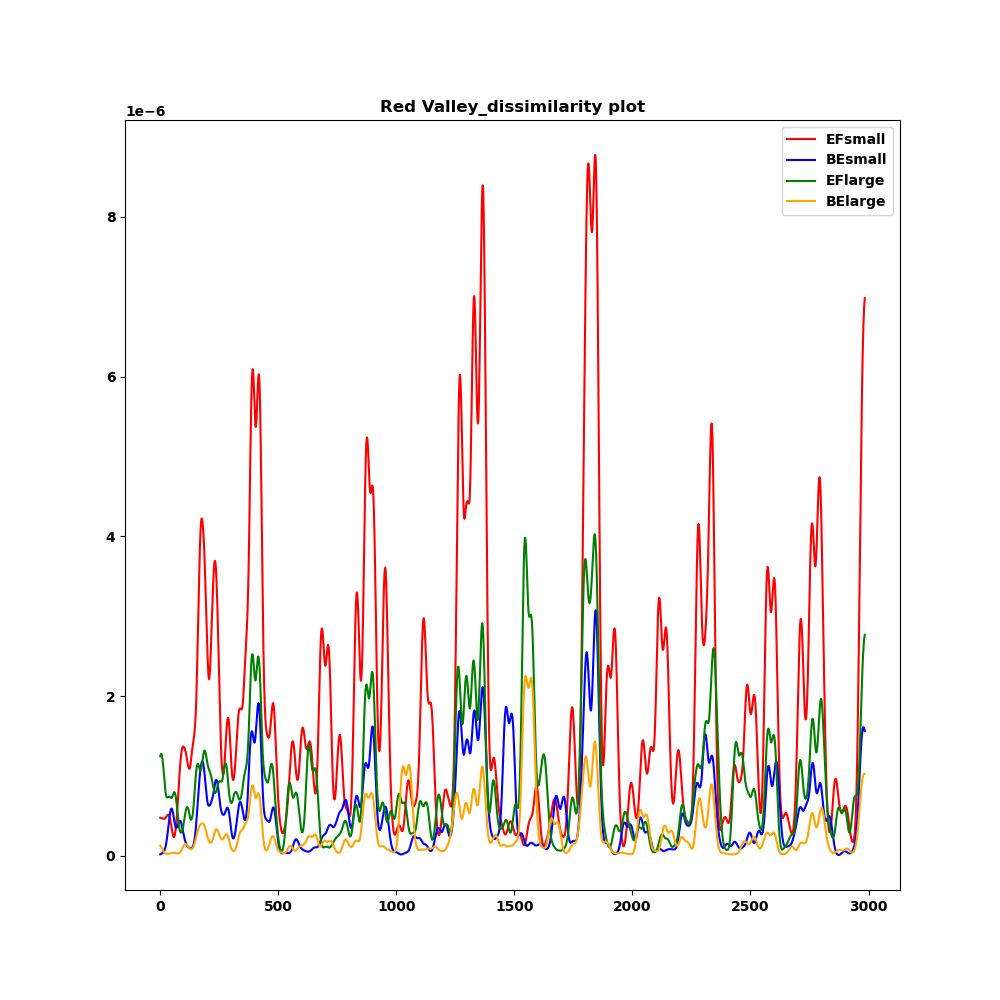 Red Valley_dissimilarity plot
1e−6
EFsmall
BEsmall
EFlarge
BElarge
8
6
4
2
0
0 500 1000 1500 2000 2500 3000